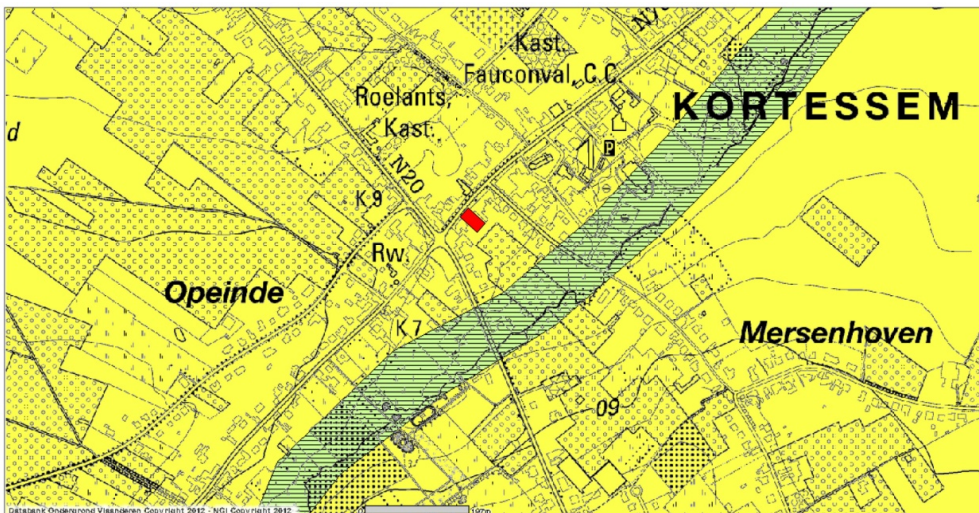 Kast.
Fauconval, C.C.
Roelants,
Kast.
KORTESSEM
N20
P
K 9
Rw.
Opeinde
K 7
Mersenhoven
09
Databank Ondergrond Vlaanderen Copyright 2012 - NGI Copyright 2012
197m